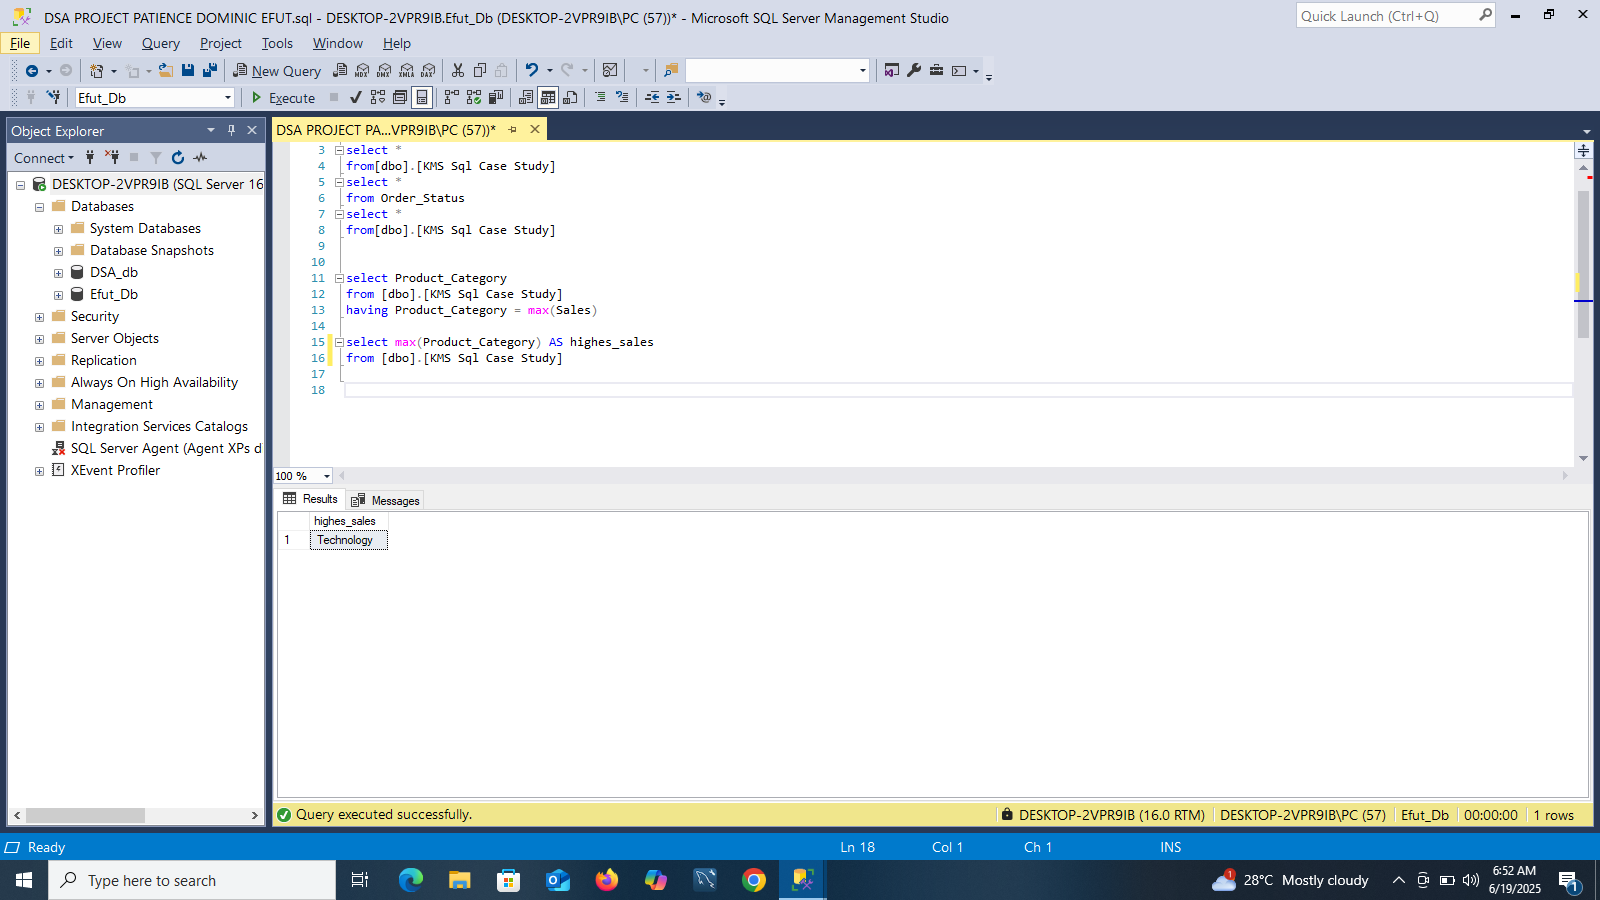 DSA PROJECT PATIENCE DOMINIC EFUT.sql - DESKTOP-2VPR9IB.Efut_Db (DESKTOP-2VPR9IB\PC (57))* - Microsoft SQL Server Management Studio
Quick Launch (Ctrl+Q)
File Edit View Query Project Tools Window Help
New Query MDX DMX XMLA DAX
Efut_Db Execute
Object Explorer
Connect
DESKTOP-2VPR9IB (SQL Server 16
Databases
System Databases
Database Snapshots
DSA_db
Efut_Db
Security
Server Objects
Replication
Always On High Availability
Management
Integration Services Catalogs
SQL Server Agent (Agent XPs d
XEvent Profiler
DSA PROJECT PA...VPR9IB\PC (57))*
3 select *
4 from[dbo].[KMS Sql Case Study]
5 select *
6 from Order_Status
7 select *
8 from[dbo].[KMS Sql Case Study]
9
10
11 select Product_Category
12 from [dbo].[KMS Sql Case Study]
13 having Product_Category = max(Sales)
14
15 select max(Product_Category) AS highes_sales
16 from [dbo].[KMS Sql Case Study]
17
18
100 %
Results Messages
highes_sales
1 Technology
Query executed successfully.
DESKTOP-2VPR9IB (16.0 RTM) DESKTOP-2VPR9IB\PC (57) Efut_Db 00:00:00 1 rows
Ready Ln 18 Col 1 Ch 1 INS
Type here to search
1 28°C Mostly cloudy
6:52 AM
6/19/2025
1